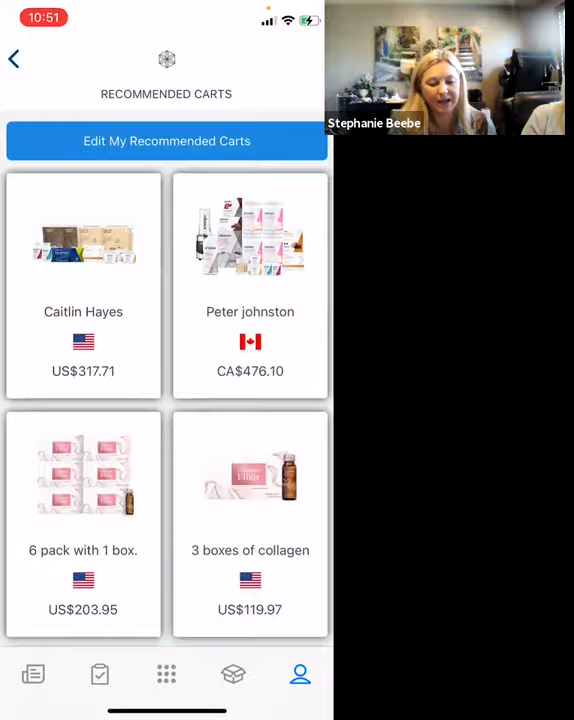 10:51
RECOMMENDED CARTS
Edit My Recommended Carts
Stephanie Beebe
Caitlin Hayes
US$317.71
Peter johnston
CA$476.10
Elixir
6 pack with 1 box.
US$203.95
3 boxes of collagen
US$119.97